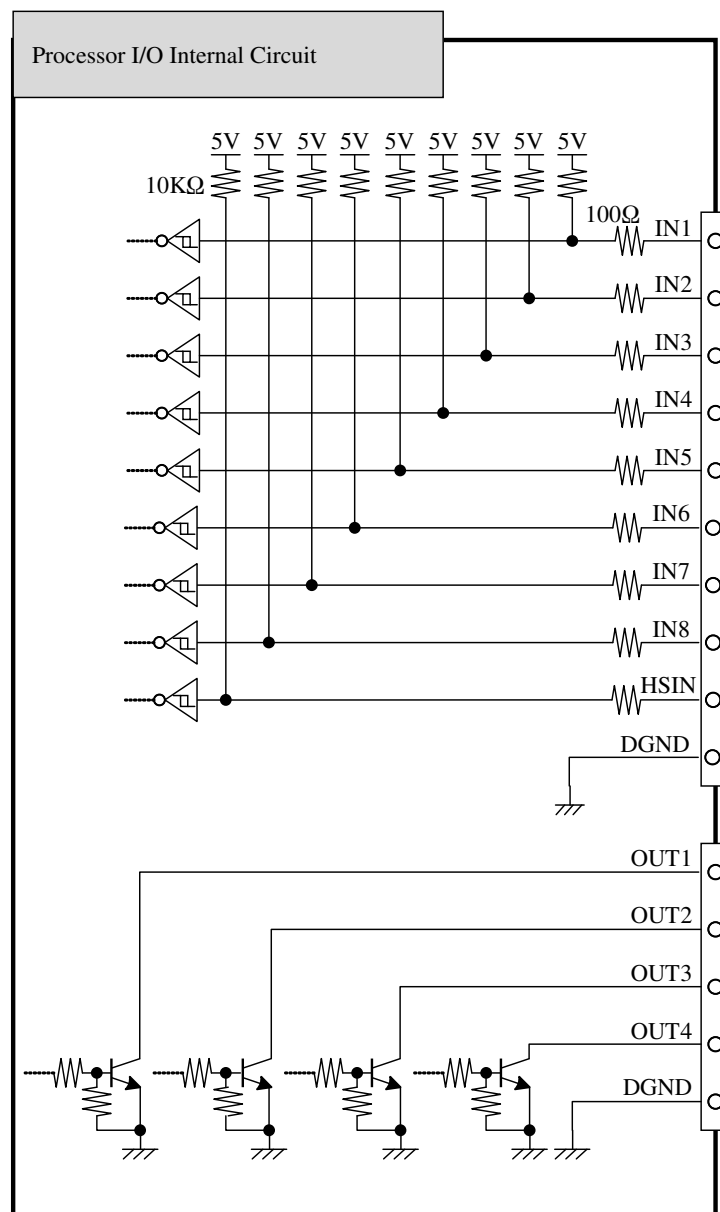 Processor I/O Internal Circuit
5V 5V 5V 5V 5V 5V 5V 5V 5V
10KΩ
100Ω
IN1
IN2
IN3
IN4
IN5
IN6
IN7
IN8
HSIN
DGND
OUT1
OUT2
OUT3
OUT4
DGND